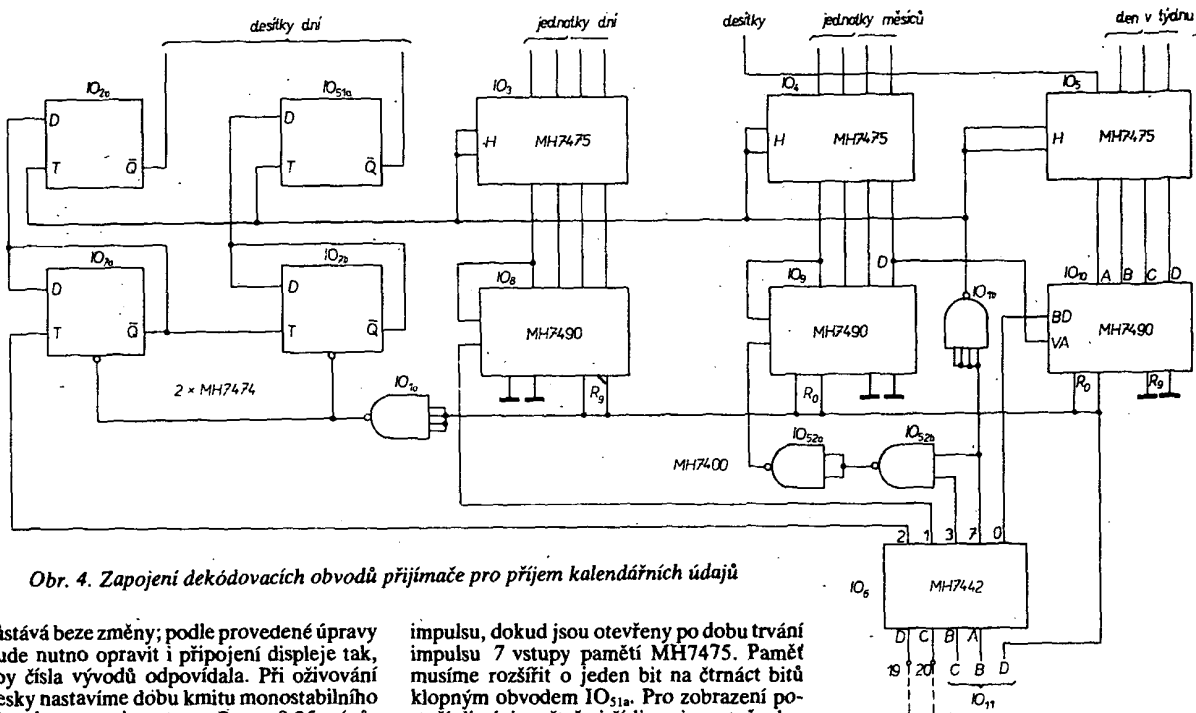 desítky dní
jednotky dní
desítky
jednotky měsíců
den v týdnu
IO2b
IO51a
IO3
IO4
IO5
D
T
Q̄
D
T
Q̄
H
MH7475
H
MH7475
H
MH7475
IO7a
IO7b
IO8
IO9
D
IO1b
IO10
A
B
C
D
D
T
Q̄
D
T
Q̄
MH7490
MH7490
BD
VA
MH7490
2 × MH7474
IO1a
R9
R0
R0
R9
MH7400
IO52a
IO52b
2
1
3
7
0
IO6
MH7442
D
C
B
A
19
20
C
B
D
IO11
Obr. 4. Zapojení dekódovacích obvodů přijímače pro příjem kalendářních údajů
ůstává beze změny; podle provedené úpravy
ude nutno opravit i připojení displeje tak,
by čísla vývodů odpovídala. Při oživování
esky nastavíme dobu kmitu monostabilního
impulsu, dokud jsou otevřeny po dobu trvání
impulsu 7 vstupy pamětí MH7475. Paměť
musíme rozšířit o jeden bit na čtrnáct bitů
klopným obvodem IO51a. Pro zobrazení po-